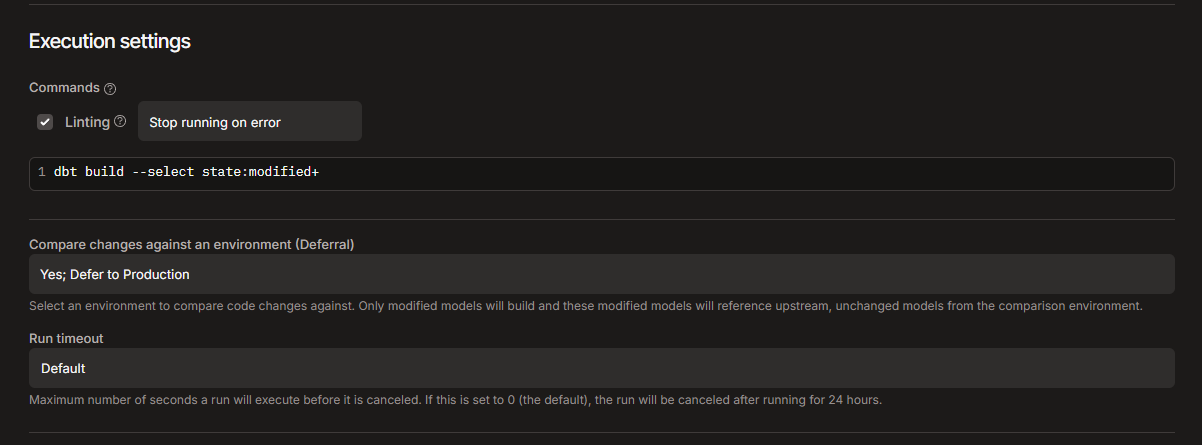 Execution settings
Commands ?
Linting ? Stop running on error
1 dbt build --select state:modified+
Compare changes against an environment (Deferral)
Yes; Defer to Production
Select an environment to compare code changes against. Only modified models will build and these modified models will reference upstream, unchanged models from the comparison environment.
Run timeout
Default
Maximum number of seconds a run will execute before it is canceled. If this is set to 0 (the default), the run will be canceled after running for 24 hours.